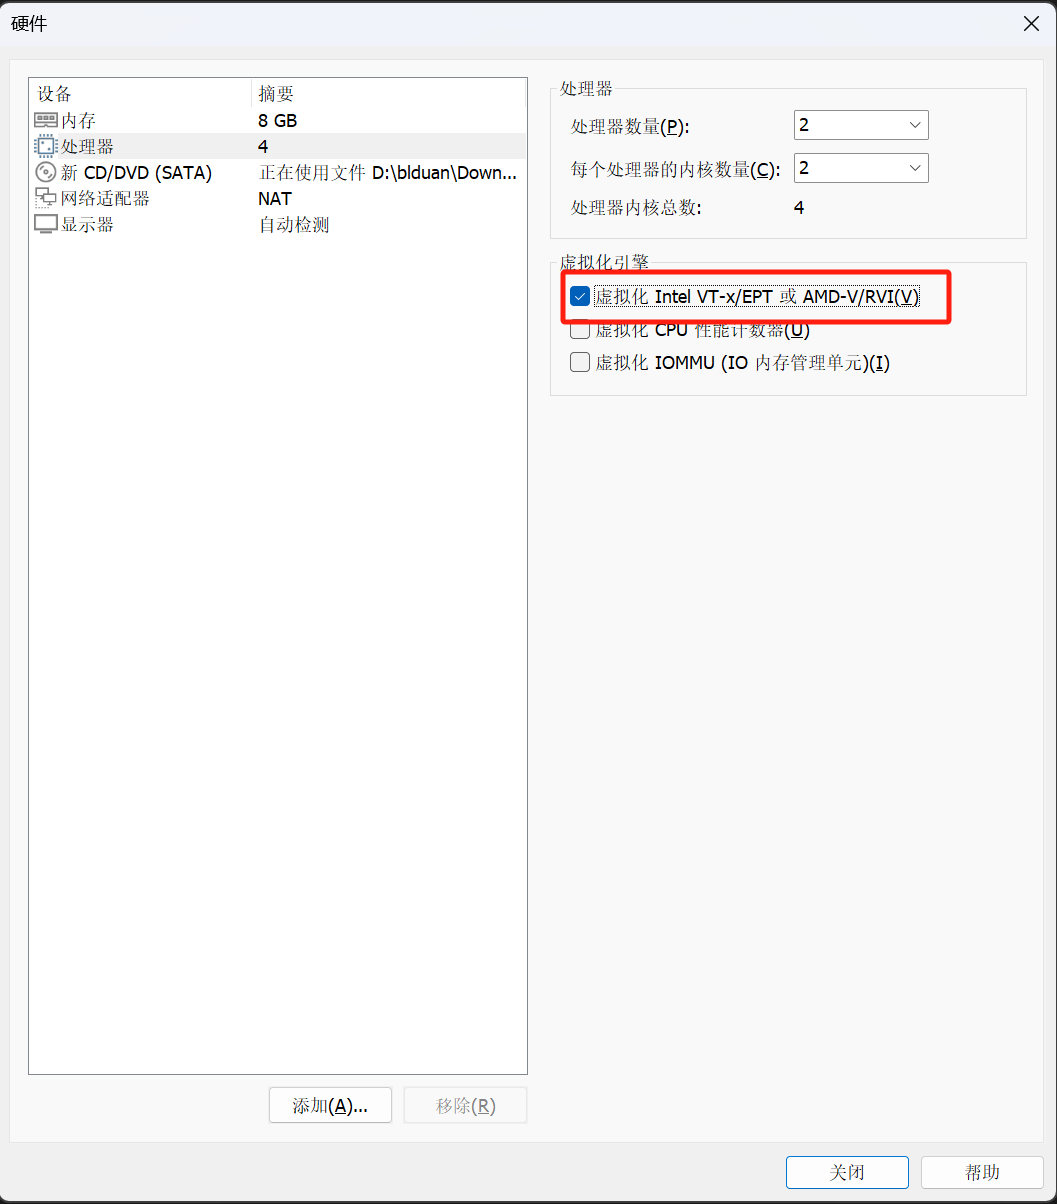 硬件
设备 摘要
内存 8 GB
处理器 4
新 CD/DVD (SATA) 正在使用文件 D:\blduan\Down...
网络适配器 NAT
显示器 自动检测
处理器
处理器数量(P): 2
每个处理器的内核数量(C): 2
处理器内核总数: 4
虚拟化引擎
虚拟化 Intel VT-x/EPT 或 AMD-V/RVI(V)
虚拟化 CPU 性能计数器(U)
虚拟化 IOMMU (IO 内存管理单元)(I)
添加(A)... 移除(R)
关闭 帮助